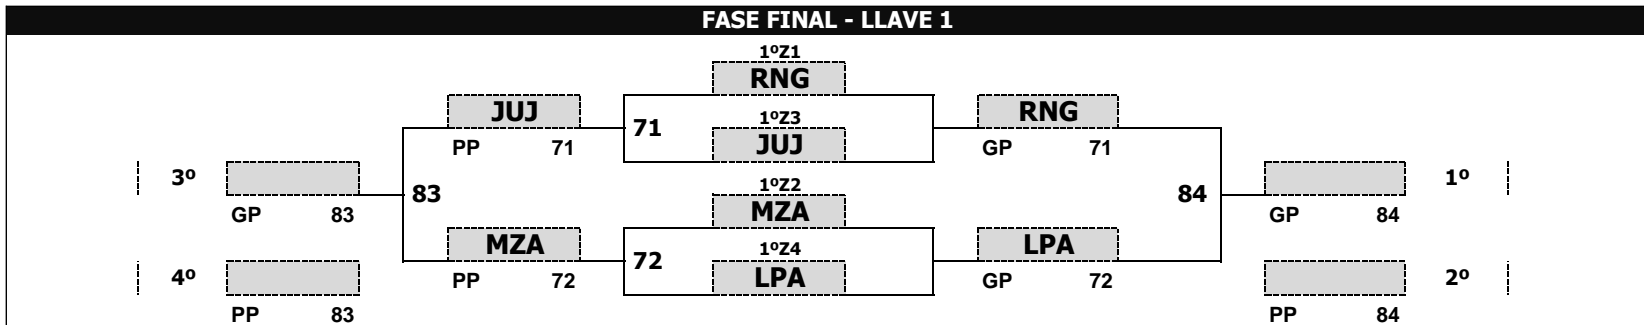 FASE FINAL - LLAVE 1
1ºZ1
RNG
JUJ
RNG
71
1ºZ3
JUJ
PP 71
GP 71
3º
1º
83
1ºZ2
MZA
84
GP 83
GP 84
MZA
1ºZ4
LPA
72
LPA
4º
PP 72
GP 72
2º
PP 83
PP 84